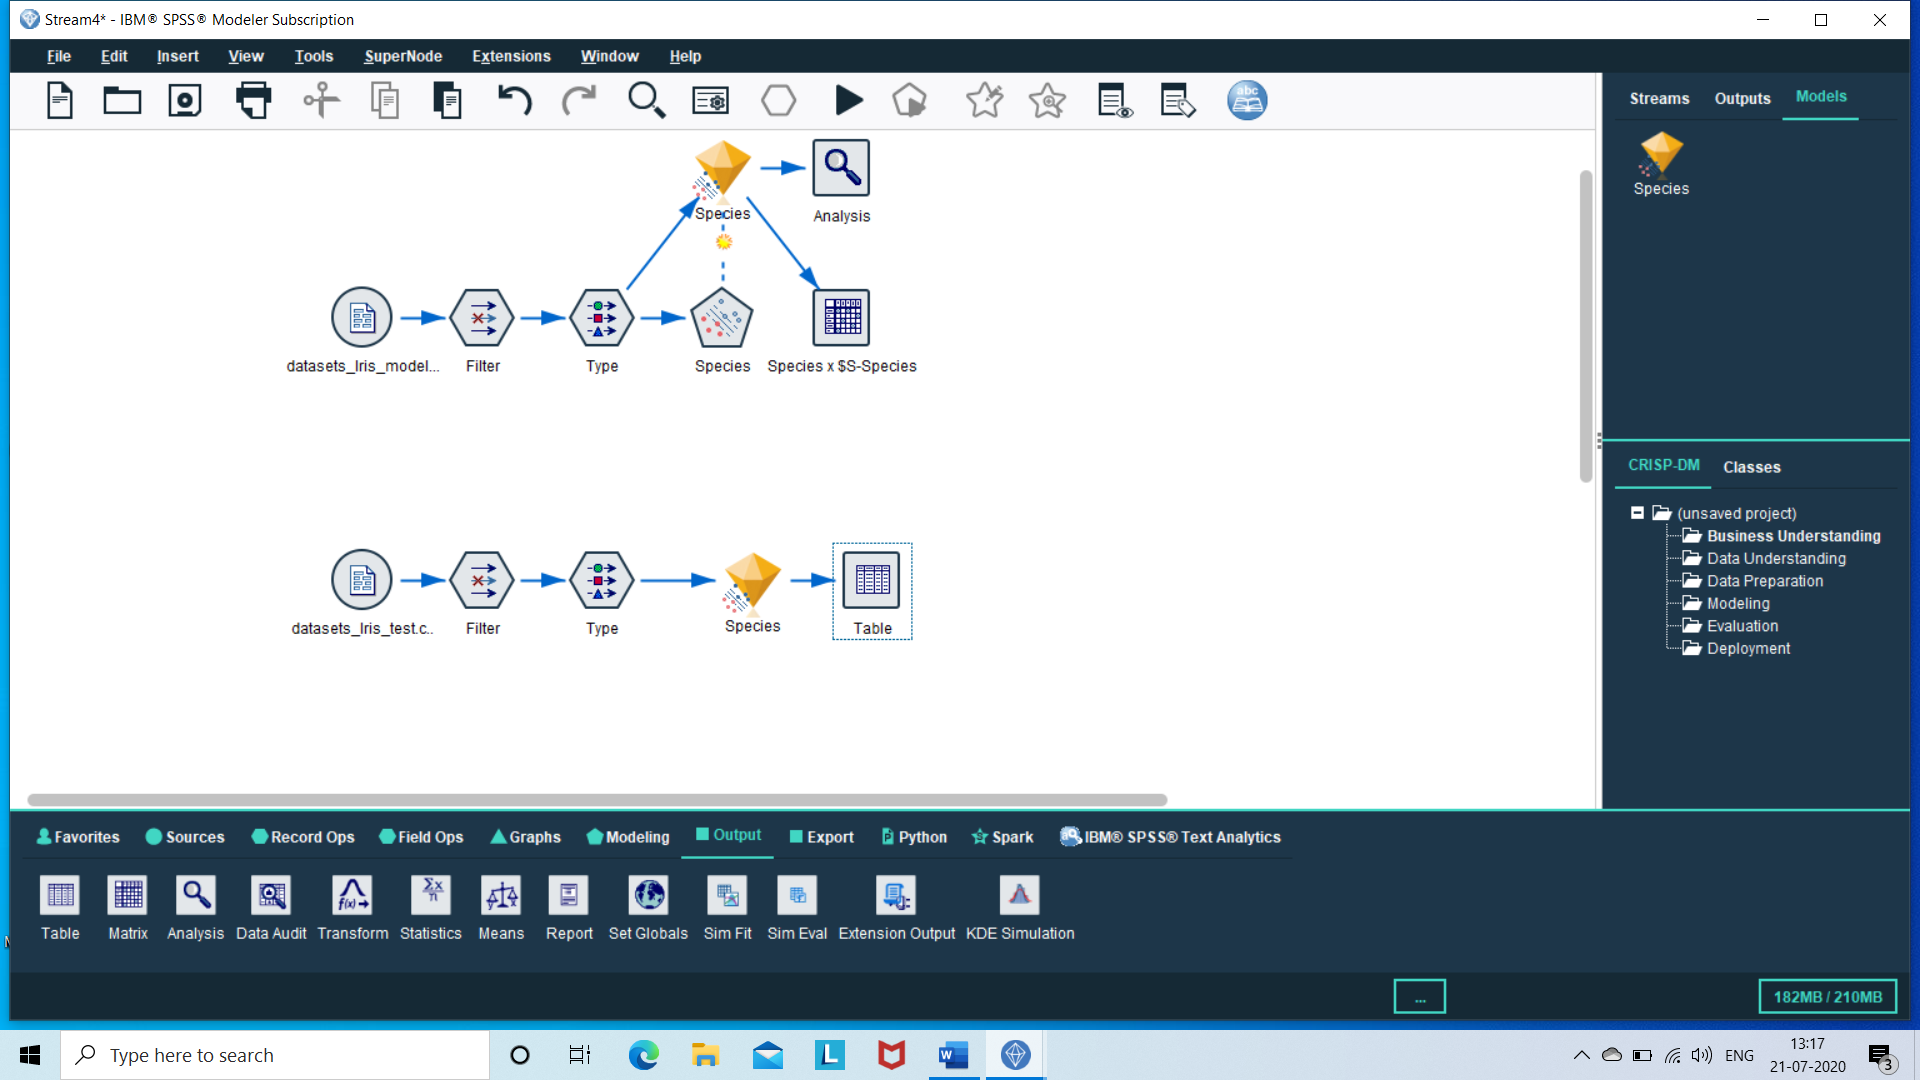 Stream4* - IBM® SPSS® Modeler Subscription
File Edit Insert View Tools SuperNode Extensions Window Help
abc
Streams Outputs Models
Species
Species
Analysis
datasets_Iris_model...
Filter
Type
Species
Species x $S-Species
datasets_Iris_test.c..
Filter
Type
Species
Table
CRISP-DM Classes
(unsaved project)
Business Understanding
Data Understanding
Data Preparation
Modeling
Evaluation
Deployment
Favorites Sources Record Ops Field Ops Graphs Modeling Output Export Python Spark IBM® SPSS® Text Analytics
f(x) Σx n
Table Matrix Analysis Data Audit Transform Statistics Means Report Set Globals Sim Fit Sim Eval Extension Output KDE Simulation
... 182MB / 210MB
Type here to search
L
W
ENG
13:17
21-07-2020
3